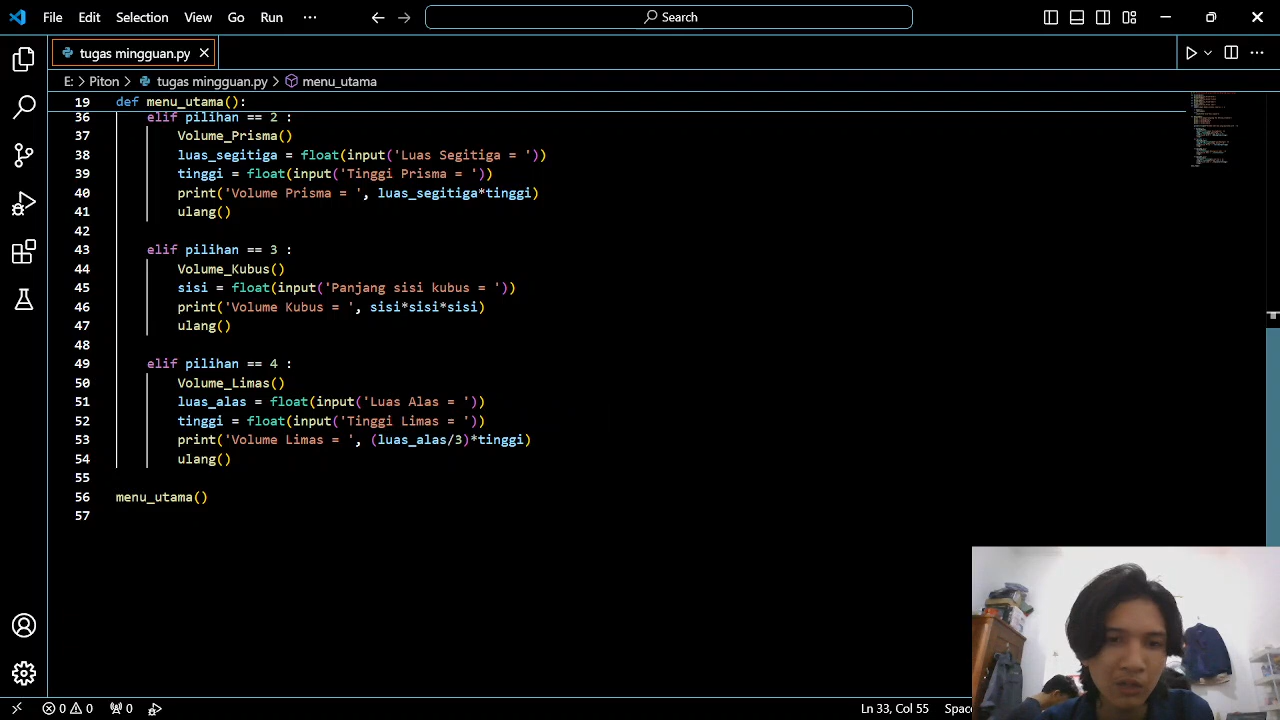 File Edit Selection View Go Run ··· Search
tugas mingguan.py
E: > Piton > tugas mingguan.py > menu_utama
19 def menu_utama():
36 elif pilihan == 2 :
37 Volume_Prisma()
38 luas_segitiga = float(input('Luas Segitiga = '))
39 tinggi = float(input('Tinggi Prisma = '))
40 print('Volume Prisma = ', luas_segitiga*tinggi)
41 ulang()
42
43 elif pilihan == 3 :
44 Volume_Kubus()
45 sisi = float(input('Panjang sisi kubus = '))
46 print('Volume Kubus = ', sisi*sisi*sisi)
47 ulang()
48
49 elif pilihan == 4 :
50 Volume_Limas()
51 luas_alas = float(input('Luas Alas = '))
52 tinggi = float(input('Tinggi Limas = '))
53 print('Volume Limas = ', (luas_alas/3)*tinggi)
54 ulang()
55
56 menu_utama()
57
0 0 0 Ln 33, Col 55 Space